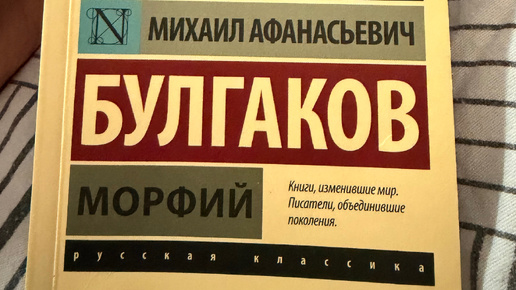 N
МИХАИЛ АФАНАСЬЕВИЧ
БУЛГАКОВ
МОРФИЙ
Книги, изменившие мир.
Писатели, объединившие
поколения.
русская классика